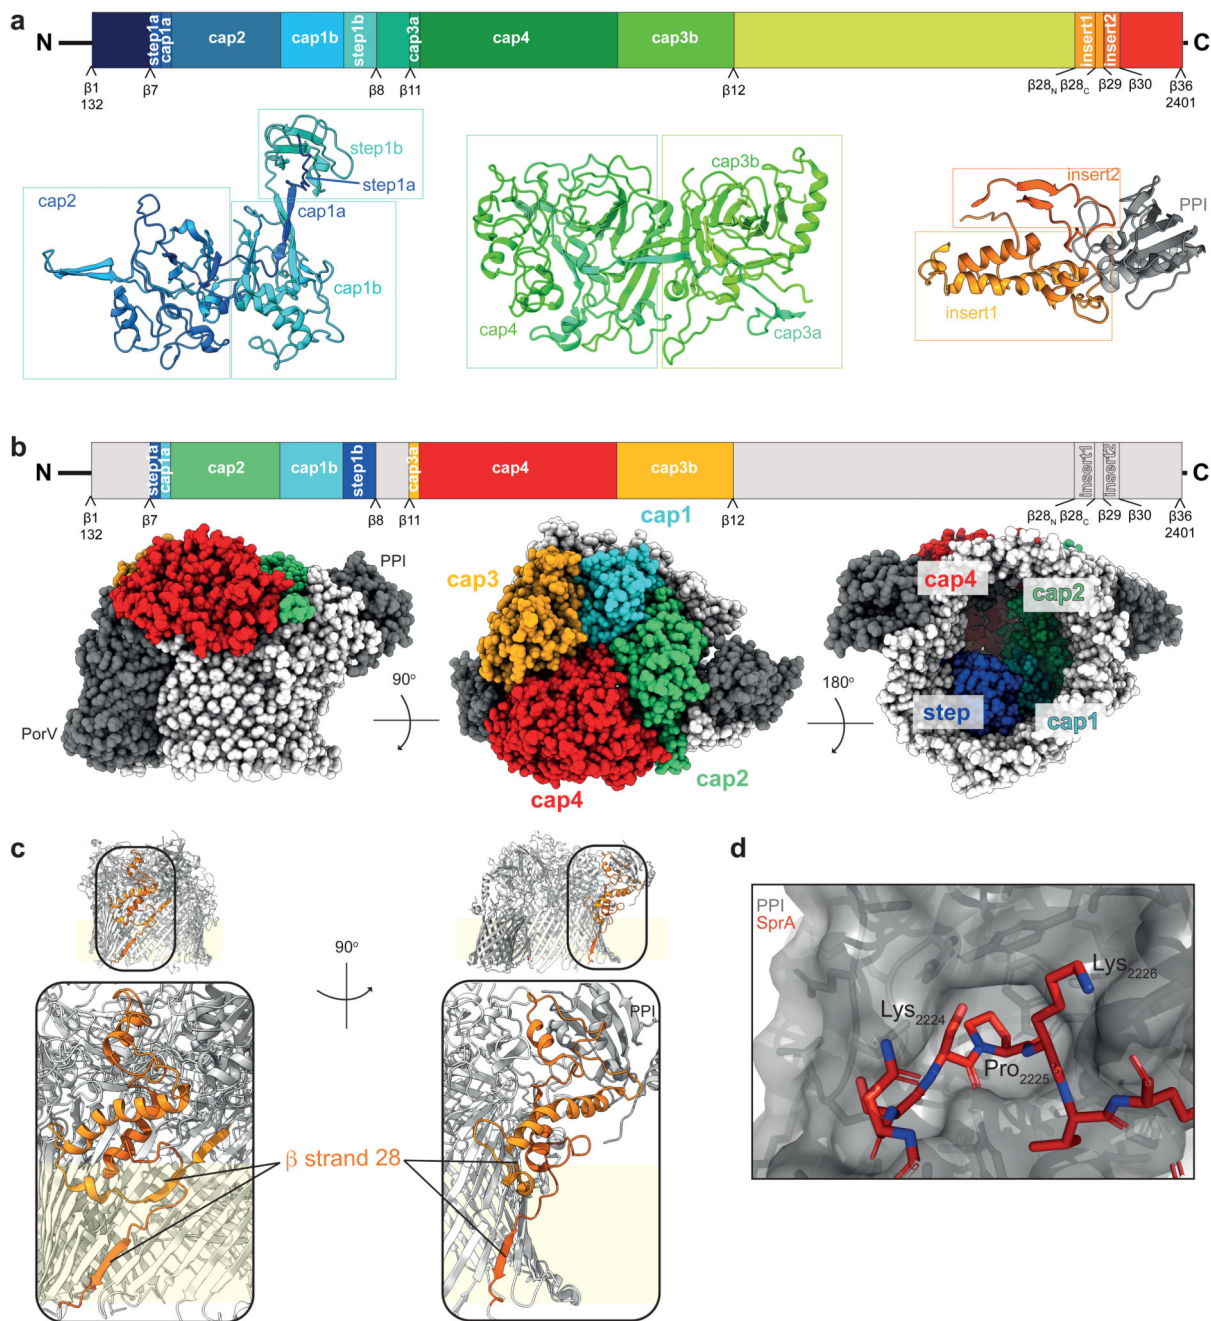 a
N
step1a
cap1a
cap2
cap1b
step1b
cap3a
cap4
cap3b
insert1
insert2
C
β1
132
β7
β8
β11
β12
β28N
β28C
β29
β30
β36
2401
step1b
step1a
cap1a
cap2
cap1b
cap3b
cap4
cap3a
insert2
PPI
insert1
b
N
step1a
cap1a
cap2
cap1b
step1b
cap3a
cap4
cap3b
insert1
insert2
C
β1
132
β7
β8
β11
β12
β28N
β28C
β29
β30
β36
2401
PPI
PorV
90°
cap1
cap3
cap4
cap2
180°
cap4
cap2
step
cap1
c
90°
PPI
β strand 28
d
PPI
SprA
Lys2226
Lys2224
Pro2225